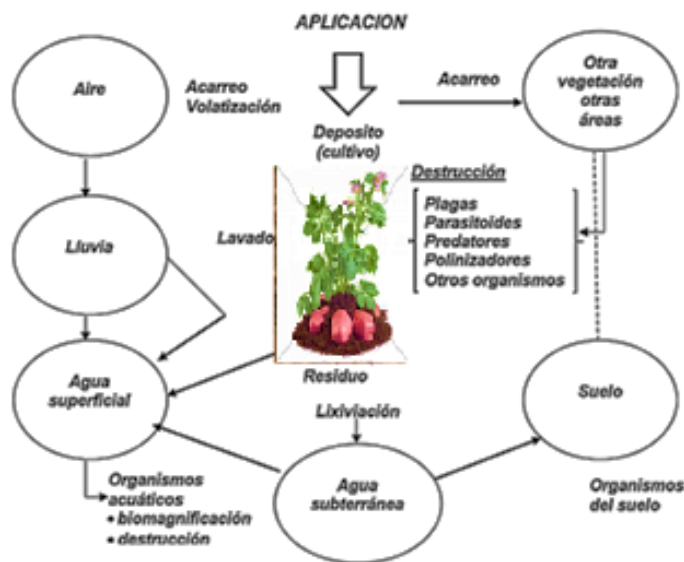 APLICACION
Aire
Acarreo
Volatización
Acarreo
Otra
vegetación
otras
áreas
Deposito
(cultivo)
Destrucción
Plagas
Parasitoides
Predatores
Polinizadores
Otros organismos
Lavado
Lluvia
Agua
superficial
Residuo
Suelo
Lixiviación
Organismos
acuáticos
• biomagnificación
• destrucción
Agua
subterránea
Organismos
del suelo